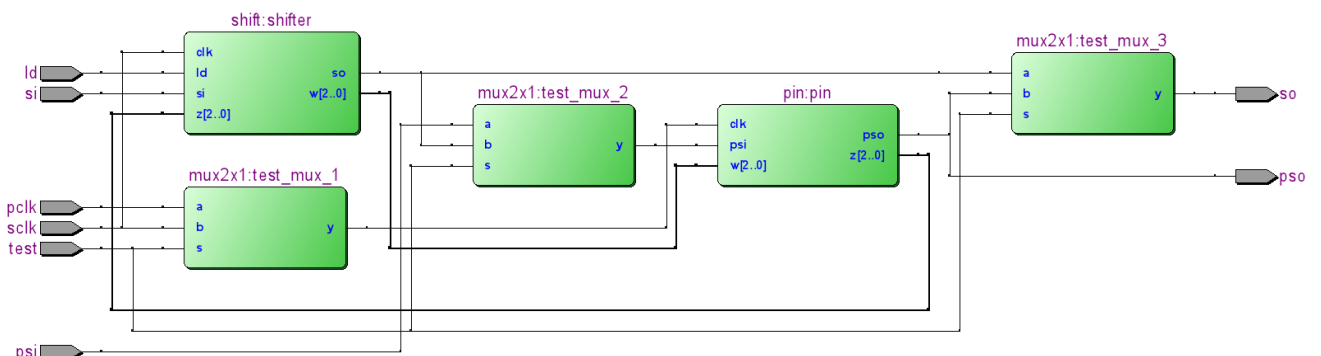 shift:shifter
clk
ld
si
z[2..0]
so
w[2..0]
ld
si
mux2x1:test_mux_1
a
b
s
y
pclk
sclk
test
psi
mux2x1:test_mux_2
a
b
s
y
pin:pin
clk
psi
w[2..0]
pso
z[2..0]
mux2x1:test_mux_3
a
b
s
y
so
pso